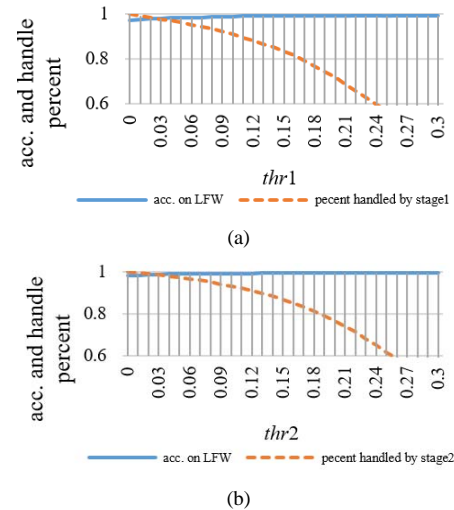 acc. and handle
percent
1
0.8
0.6
0
0.03
0.06
0.09
0.12
0.15
0.18
0.21
0.24
0.27
0.3
thr1
acc. on LFW
pecent handled by stage1
(a)
acc. and handle
percent
1
0.8
0.6
0
0.03
0.06
0.09
0.12
0.15
0.18
0.21
0.24
0.27
0.3
thr2
acc. on LFW
pecent handled by stage2
(b)